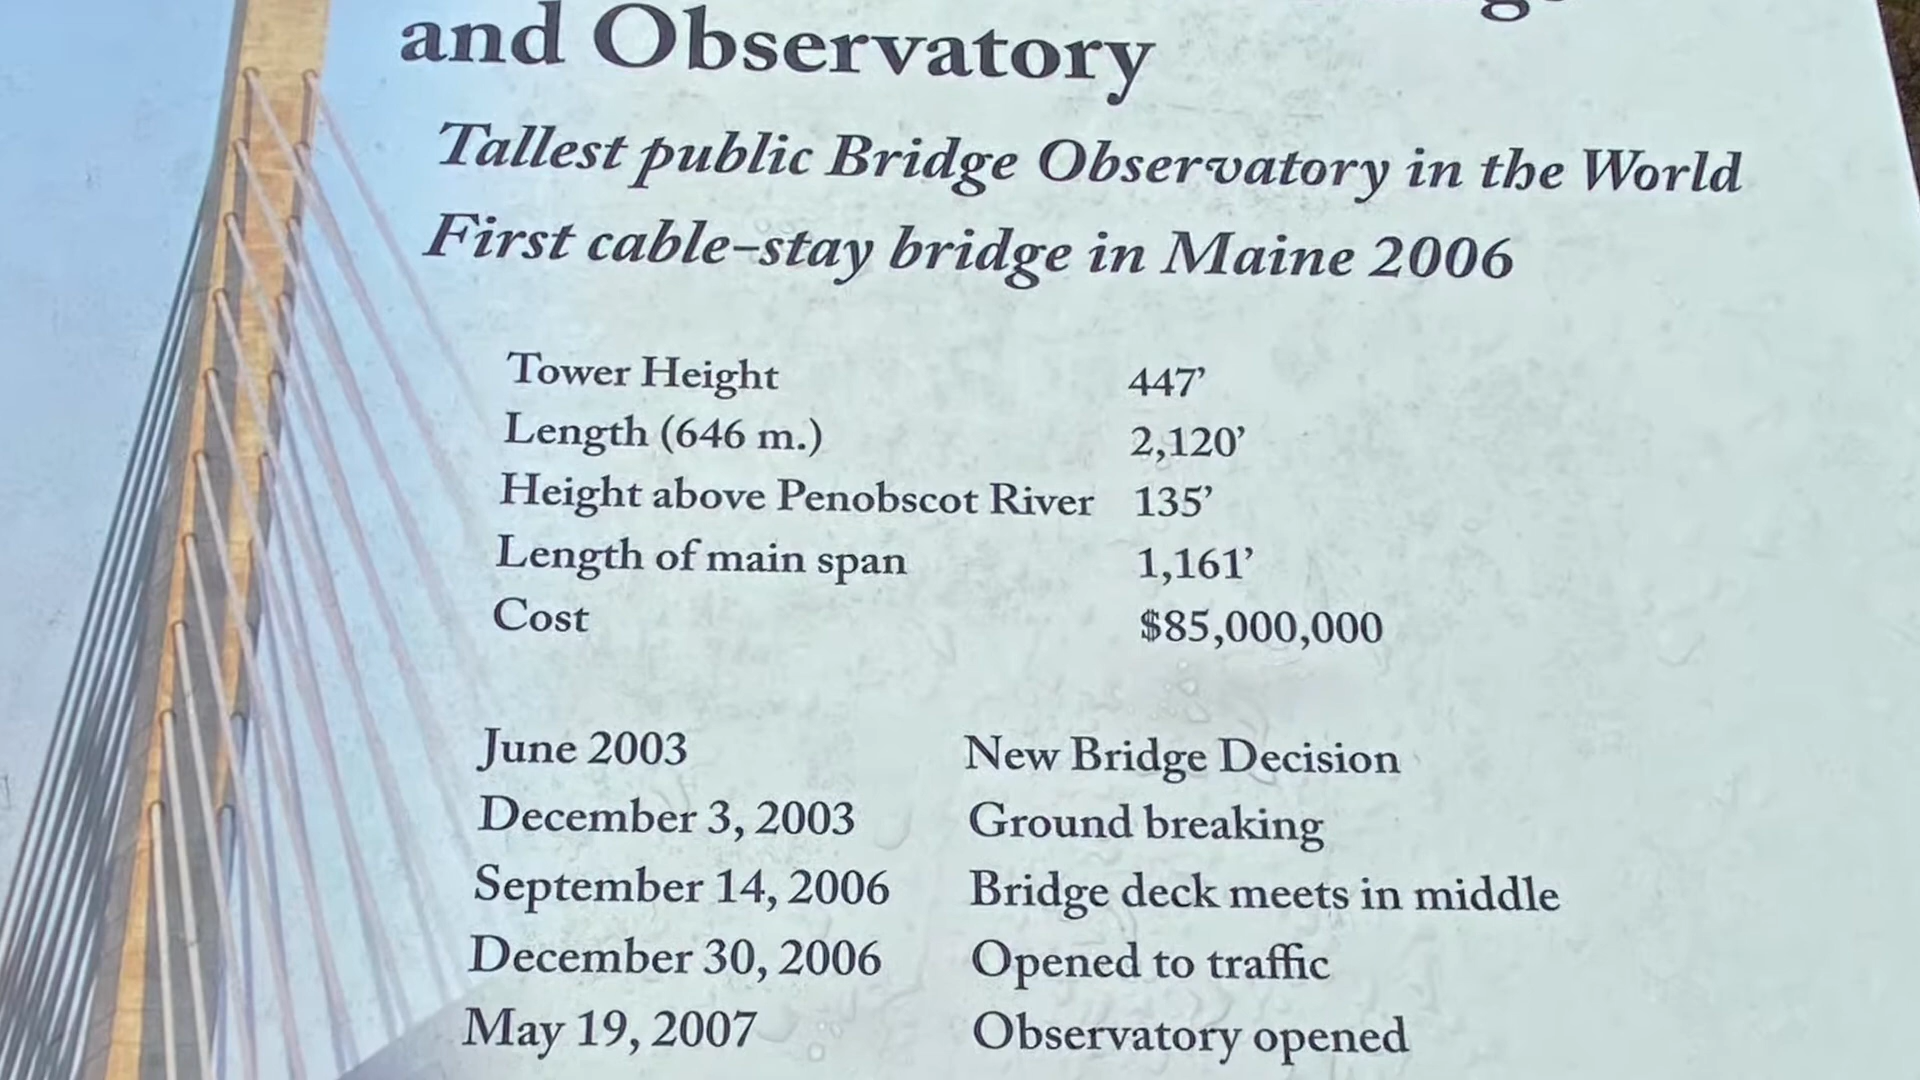 and Observatory
Tallest public Bridge Observatory in the World
First cable-stay bridge in Maine 2006
Tower Height 447’
Length (646 m.) 2,120’
Height above Penobscot River 135’
Length of main span 1,161’
Cost $85,000,000
June 2003 New Bridge Decision
December 3, 2003 Ground breaking
September 14, 2006 Bridge deck meets in middle
December 30, 2006 Opened to traffic
May 19, 2007 Observatory opened